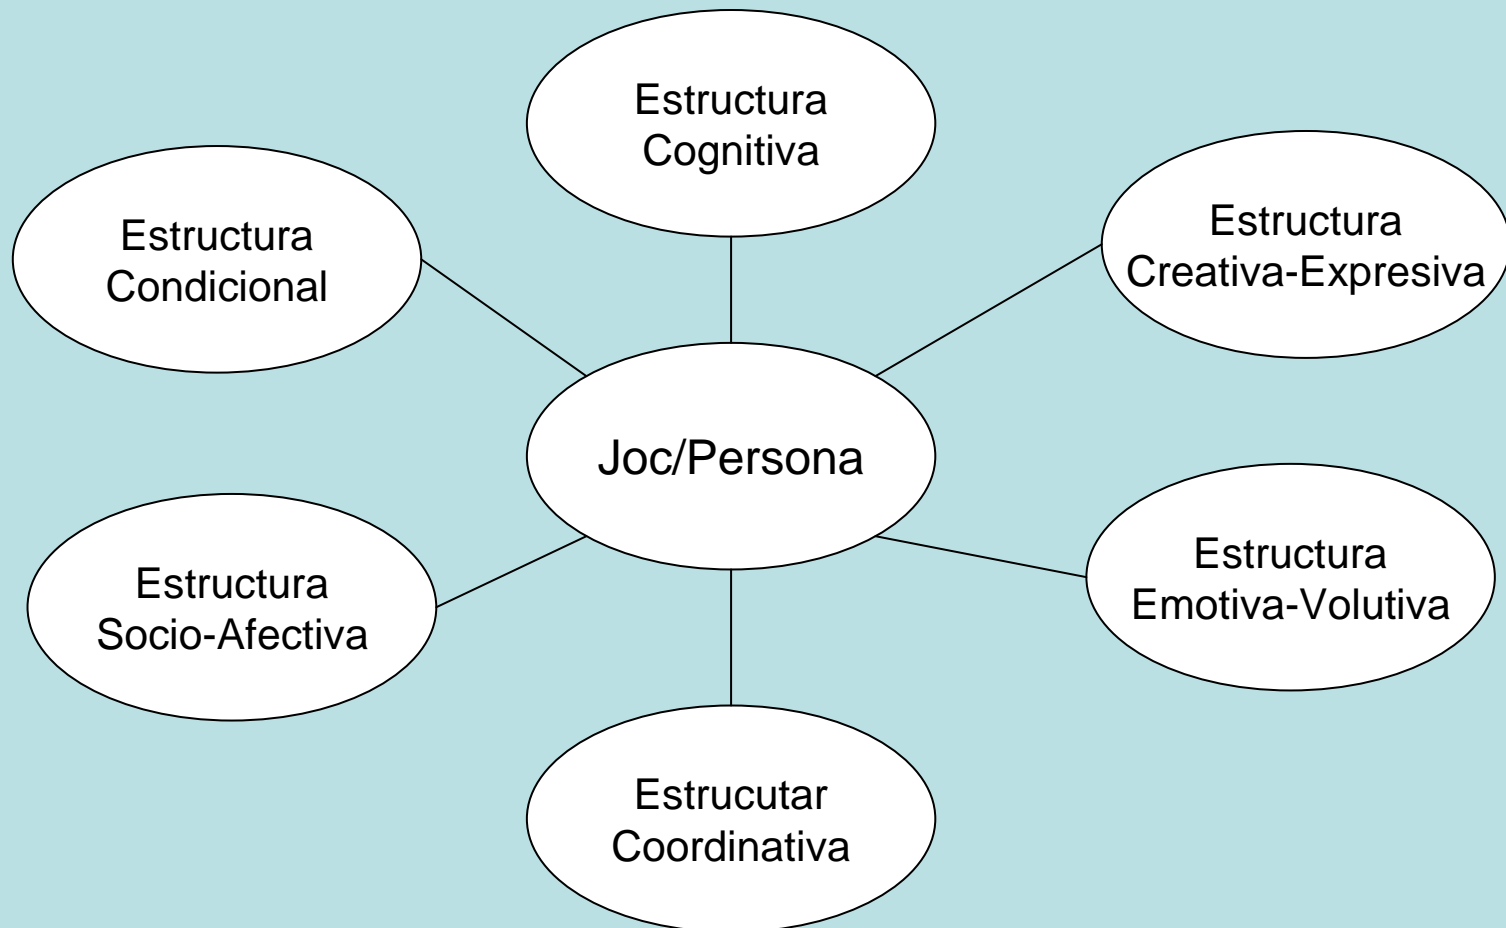 Estructura
Cognitiva
Estructura
Condicional
Estructura
Creativa-Expresiva
Joc/Persona
Estructura
Socio-Afectiva
Estructura
Emotiva-Volutiva
Estrucutar
Coordinativa